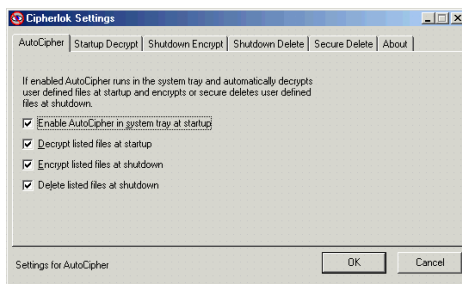 Cipherlok Settings
AutoCipher Startup Decrypt Shutdown Encrypt Shutdown Delete Secure Delete About
If enabled AutoCipher runs in the system tray and automatically decrypts
user defined files at startup and encrypts or secure deletes user defined
files at shutdown.
Enable AutoCipher in system tray at startup
Decrypt listed files at startup
Encrypt listed files at shutdown
Delete listed files at shutdown
Settings for AutoCipher OK Cancel